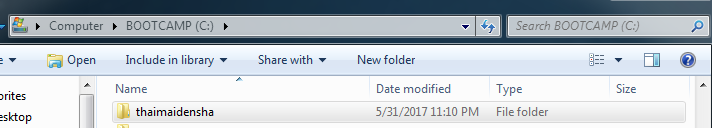 Computer BOOTCAMP (C:) Search BOOTCAMP (C:)
Open Include in library Share with New folder
Name Date modified Type Size
orites thaimaidensha 5/31/2017 11:10 PM File folder
esktop